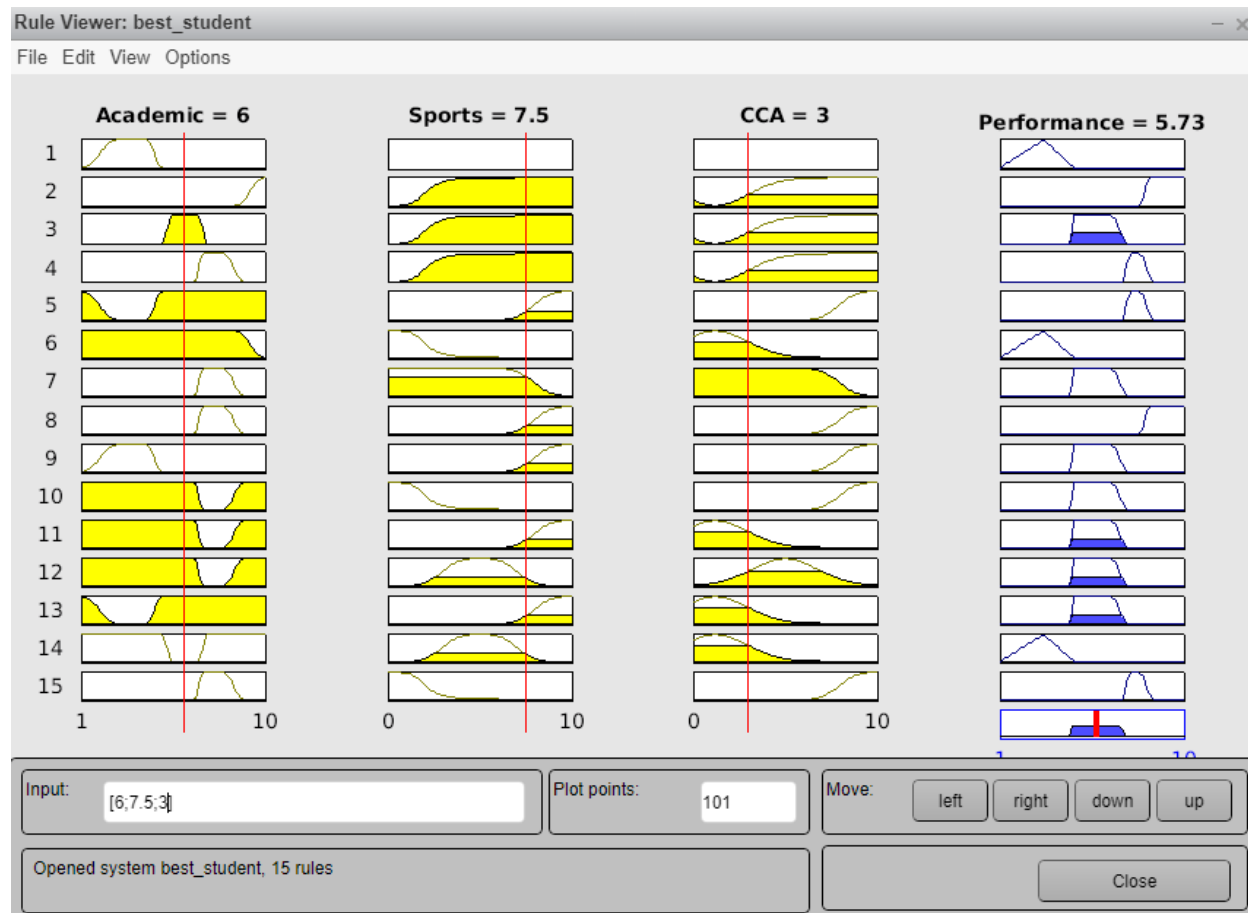 Rule Viewer: best_student
File Edit View Options
Academic = 6 Sports = 7.5 CCA = 3 Performance = 5.73
1
2
3
4
5
6
7
8
9
10
11
12
13
14
15
1 10 0 10 0 10
1 10
Input: [6;7.5;3] Plot points: 101 Move: left right down up
Opened system best_student, 15 rules
Close